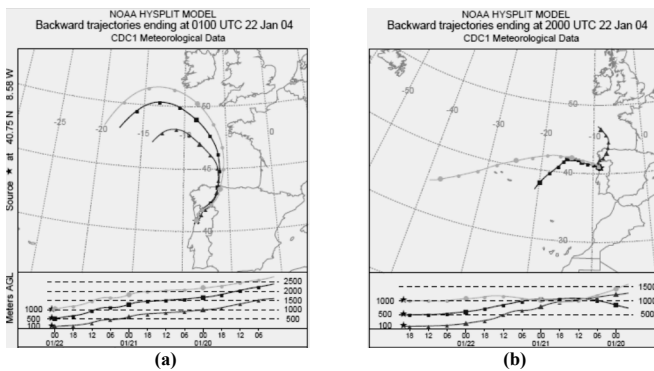 NOAA HYSPLIT MODEL
Backward trajectories ending at 0100 UTC 22 Jan 04
CDC1 Meteorological Data
Source ★ at 40.75 N 8.58 W
-25
-20
-15
-10
50
45
40
0
Meters AGL
1000
500
100
2500
2000
1500
1000
500
00 18 12 06 00 18 12 06 00 18 12 06
01/22 01/21 01/20
(a)
NOAA HYSPLIT MODEL
Backward trajectories ending at 2000 UTC 22 Jan 04
CDC1 Meteorological Data
-50
-40
-30
-20
-10
50
40
30
0
1000
500
100
1500
1000
500
18 12 06 00 18 12 06 00
01/22 01/21 01/20
(b)